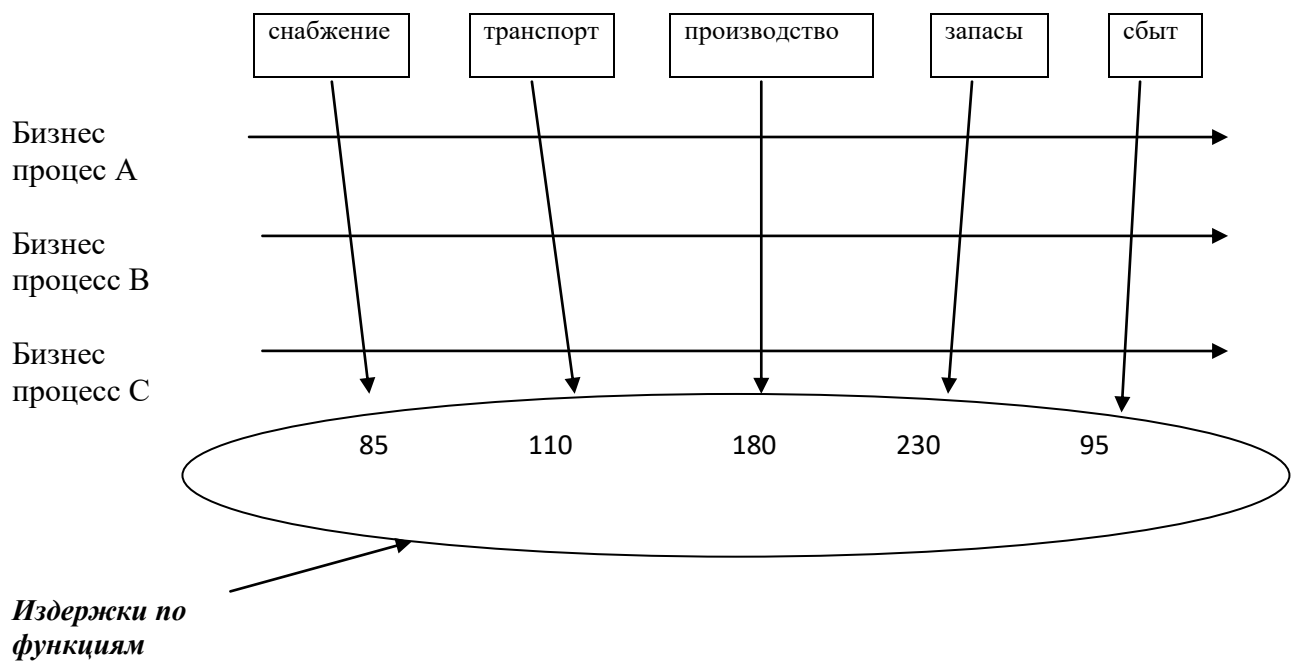 снабжение
транспорт
производство
запасы
сбыт
Бизнес
процес А
Бизнес
процесс В
Бизнес
процесс С
85
110
180
230
95
Издержки по
функциям